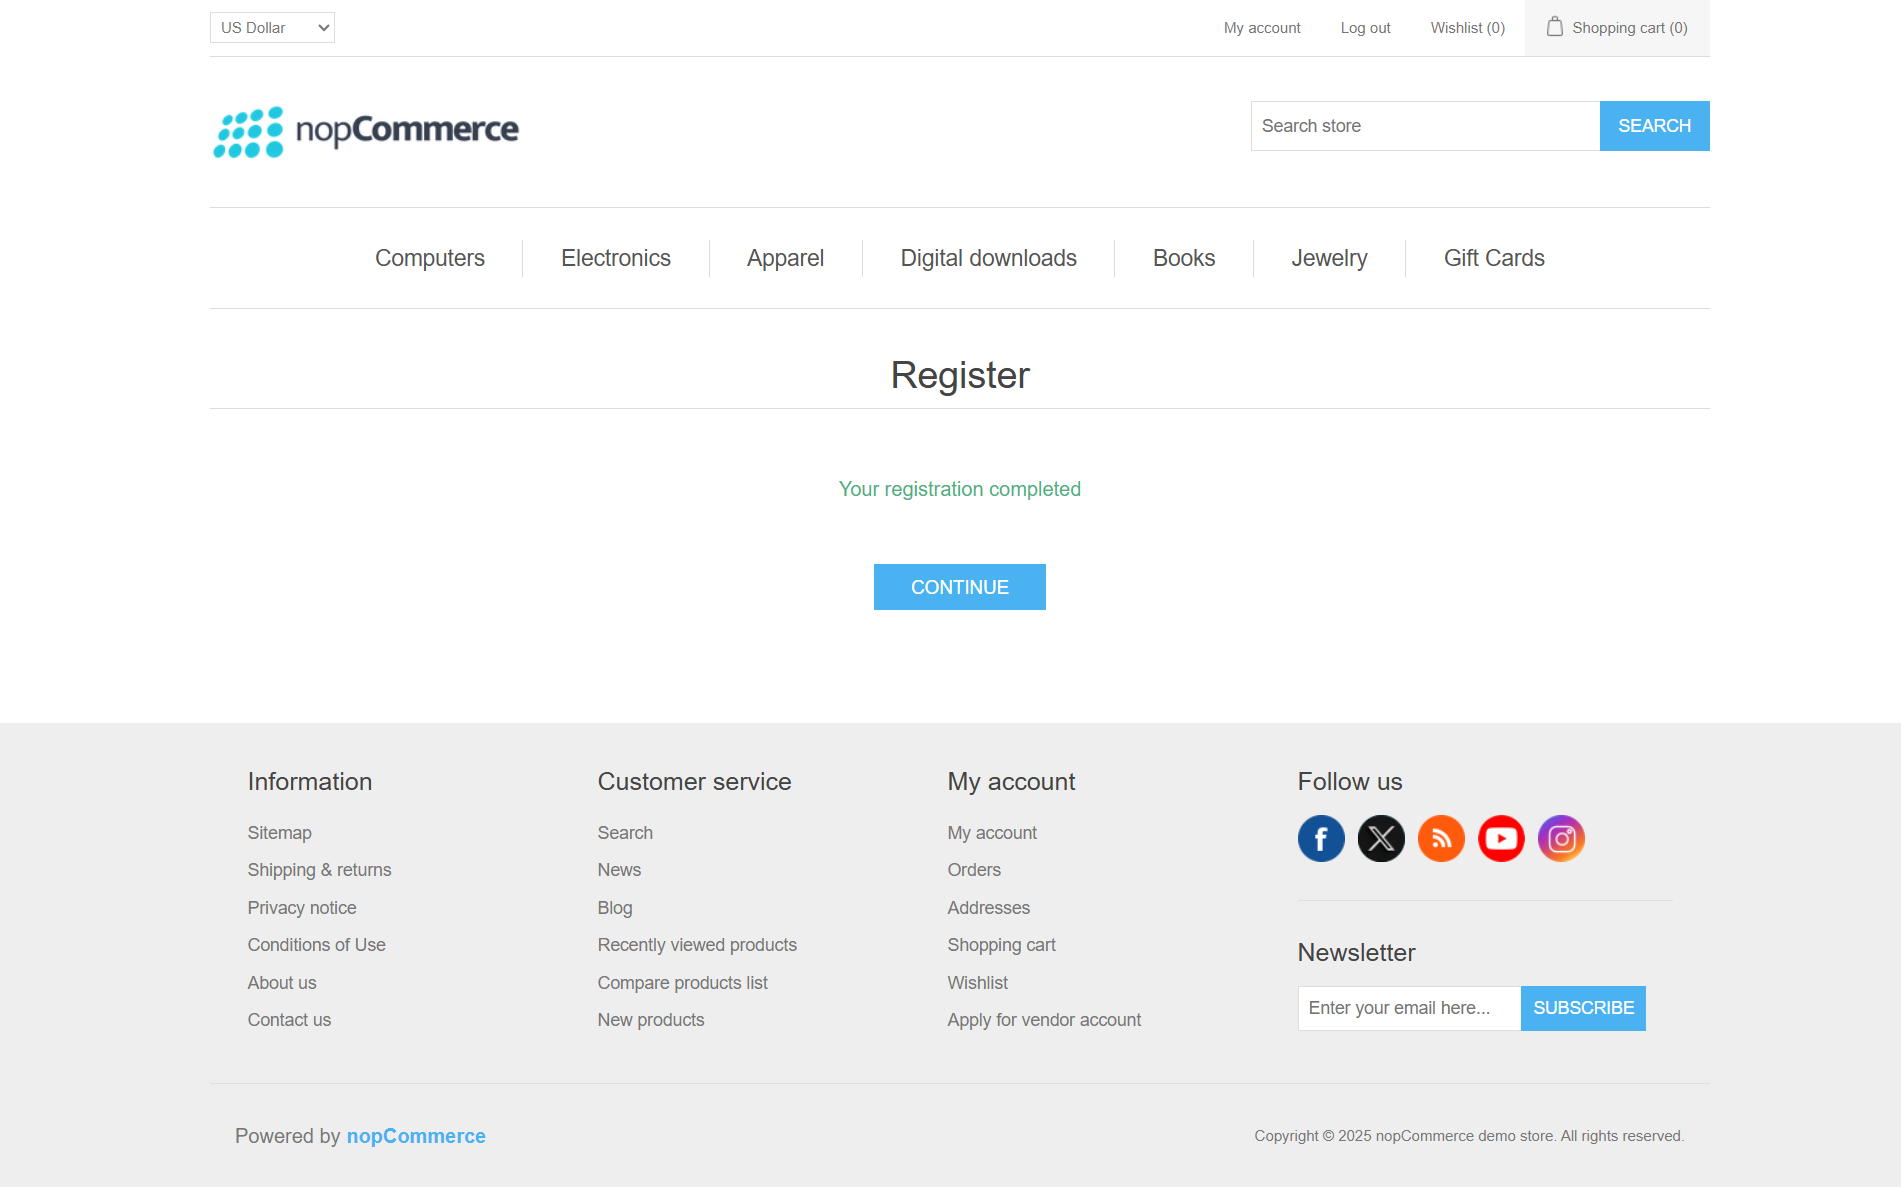 US Dollar
My account
Log out
Wishlist (0)
Shopping cart (0)
nopCommerce
Search store
SEARCH
Computers
Electronics
Apparel
Digital downloads
Books
Jewelry
Gift Cards
Register
Your registration completed
CONTINUE
Information
Sitemap
Shipping & returns
Privacy notice
Conditions of Use
About us
Contact us
Customer service
Search
News
Blog
Recently viewed products
Compare products list
New products
My account
My account
Orders
Addresses
Shopping cart
Wishlist
Apply for vendor account
Follow us
Newsletter
Enter your email here...
SUBSCRIBE
Powered by nopCommerce
Copyright © 2025 nopCommerce demo store. All rights reserved.